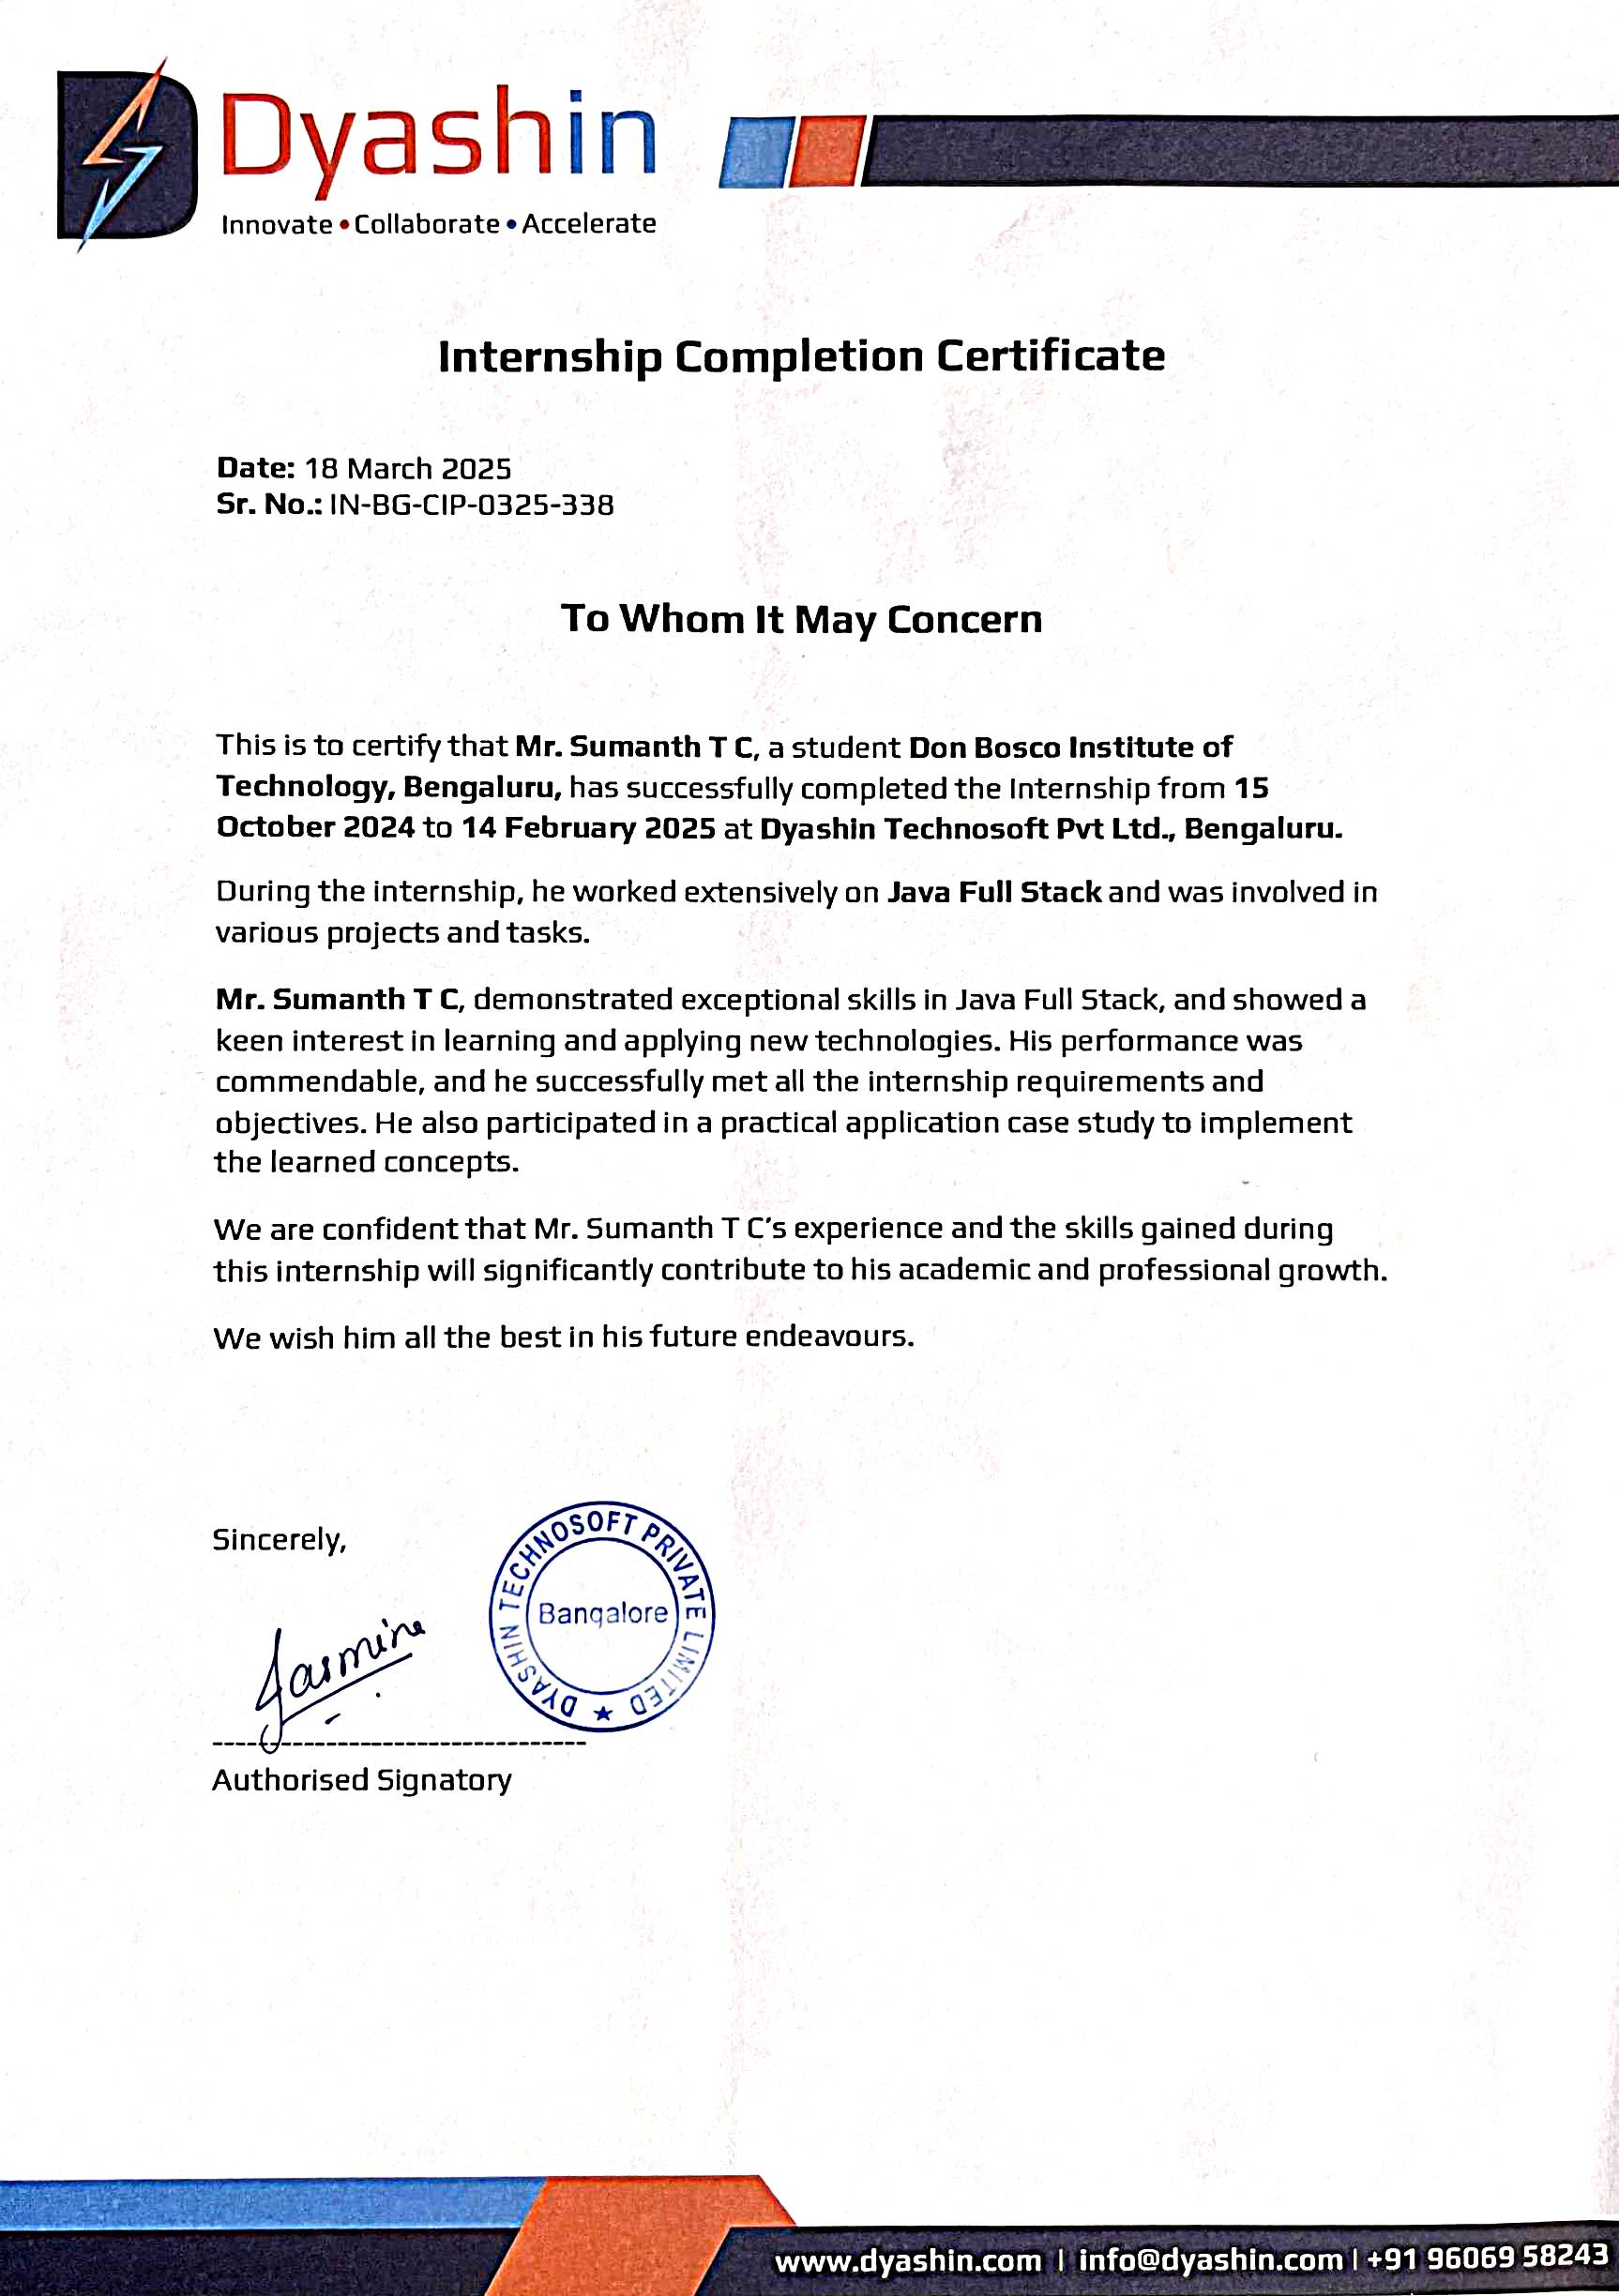 Dyashin
Innovate • Collaborate • Accelerate
Internship Completion Certificate
Date: 18 March 2025
Sr. No.: IN-BG-CIP-0325-338
To Whom It May Concern
This is to certify that Mr. Sumanth T C, a student Don Bosco Institute of
Technology, Bengaluru, has successfully completed the Internship from 15
October 2024 to 14 February 2025 at Dyashin Technosoft Pvt Ltd., Bengaluru.
During the internship, he worked extensively on Java Full Stack and was involved in
various projects and tasks.
Mr. Sumanth T C, demonstrated exceptional skills in Java Full Stack, and showed a
keen interest in learning and applying new technologies. His performance was
commendable, and he successfully met all the internship requirements and
objectives. He also participated in a practical application case study to implement
the learned concepts.
We are confident that Mr. Sumanth T C's experience and the skills gained during
this internship will significantly contribute to his academic and professional growth.
We wish him all the best in his future endeavours.
Sincerely,
DYASHIN TECHNOSOFT PRIVATE LIMITED
Bangalore
Jasmine
Authorised Signatory
www.dyashin.com | info@dyashin.com | +91 96069 58243